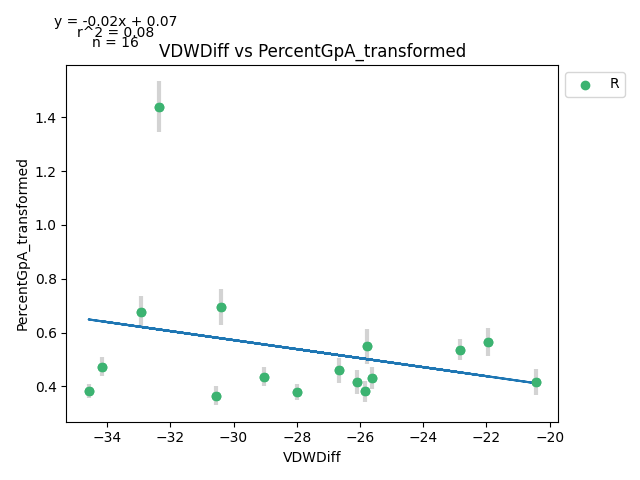 y = -0.02x + 0.07
r^2 = 0.08
n = 16
VDWDiff vs PercentGpA_transformed
R
PercentGpA_transformed
1.4
1.2
1.0
0.8
0.6
0.4
−34
−32
−30
−28
−26
−24
−22
−20
VDWDiff